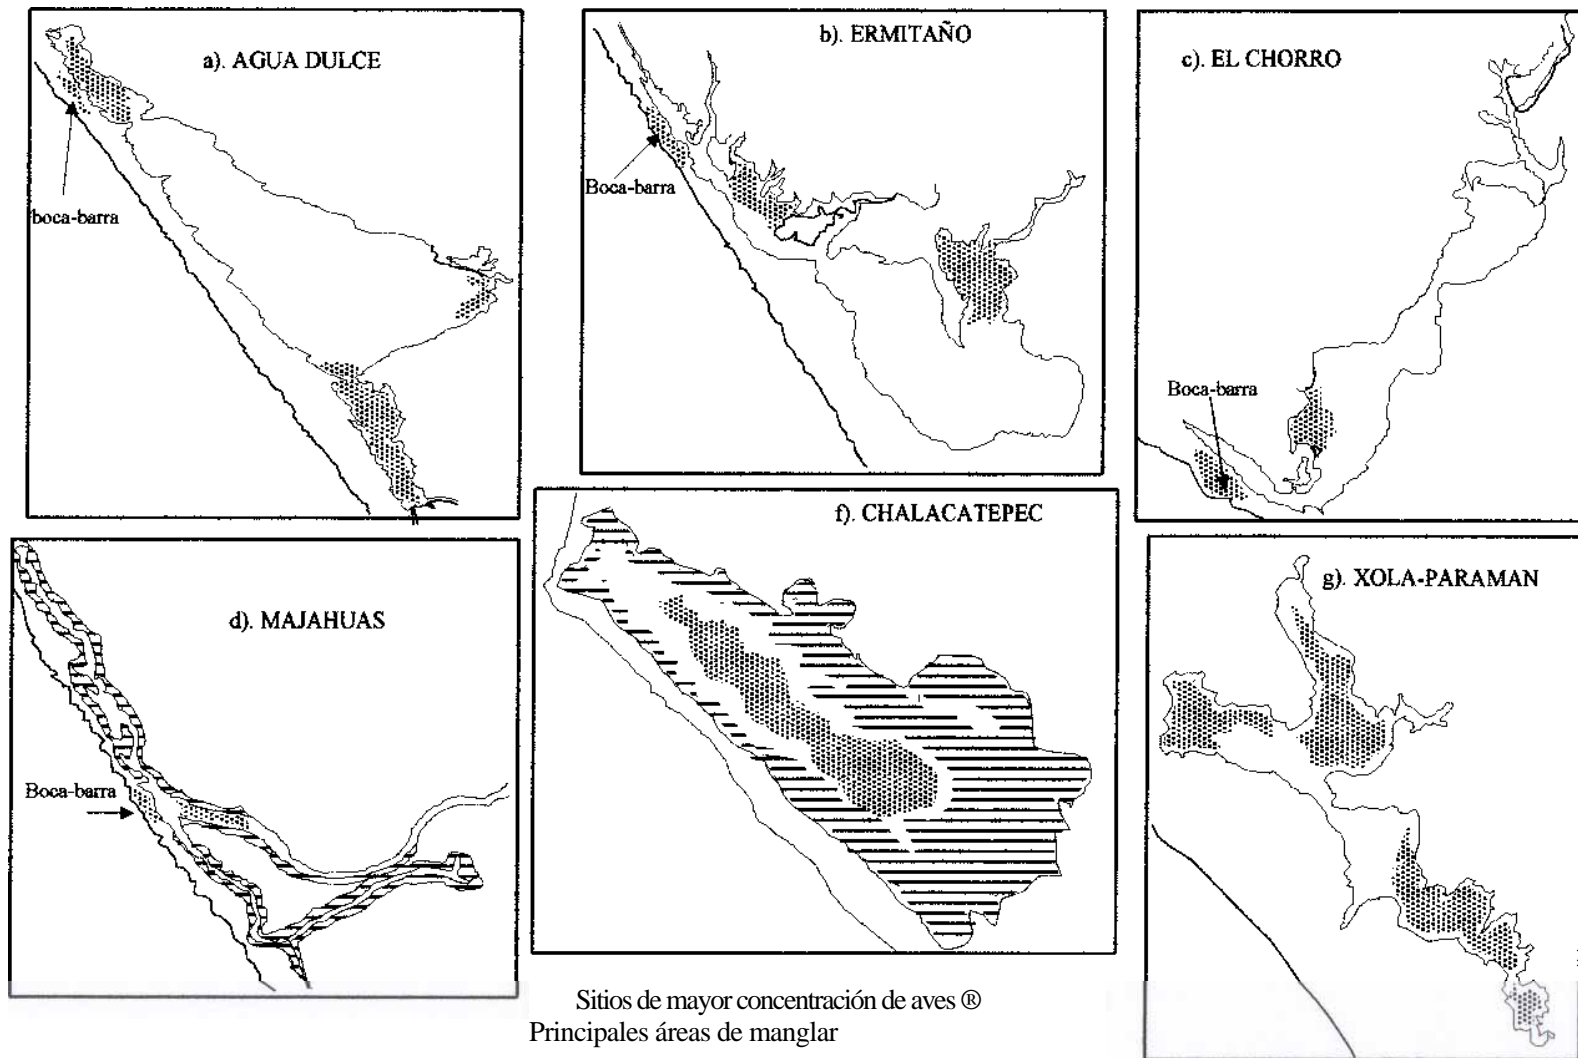 a). AGUA DULCE
boca-barra
b). ERMITAÑO
Boca-barra
c). EL CHORRO
Boca-barra
d). MAJAHUAS
Boca-barra
f). CHALACATEPEC
g). XOLA-PARAMAN
Sitios de mayor concentración de aves ®
Principales áreas de manglar